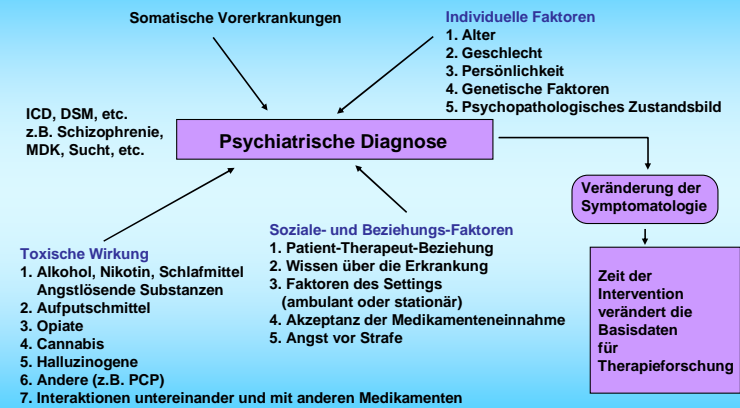 Somatische Vorerkrankungen
Individuelle Faktoren
1. Alter
2. Geschlecht
3. Persönlichkeit
4. Genetische Faktoren
5. Psychopathologisches Zustandsbild
ICD, DSM, etc.
z.B. Schizophrenie,
MDK, Sucht, etc.
Psychiatrische Diagnose
Veränderung der
Symptomatologie
Toxische Wirkung
1. Alkohol, Nikotin, Schlafmittel
Angstlösende Substanzen
2. Aufputschmittel
3. Opiate
4. Cannabis
5. Halluzinogene
6. Andere (z.B. PCP)
7. Interaktionen untereinander und mit anderen Medikamenten
Soziale- und Beziehungs-Faktoren
1. Patient-Therapeut-Beziehung
2. Wissen über die Erkrankung
3. Faktoren des Settings
(ambulant oder stationär)
4. Akzeptanz der Medikamenteneinnahme
5. Angst vor Strafe
Zeit der
Intervention
verändert die
Basisdaten
für
Therapieforschung